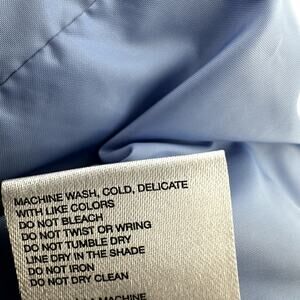 MACHINE WASH, COLD, DELICATE
WITH LIKE COLORS
DO NOT BLEACH
DO NOT TWIST OR WRING
DO NOT TUMBLE DRY
LINE DRY IN THE SHADE
DO NOT IRON
DO NOT DRY CLEAN
MACHINE